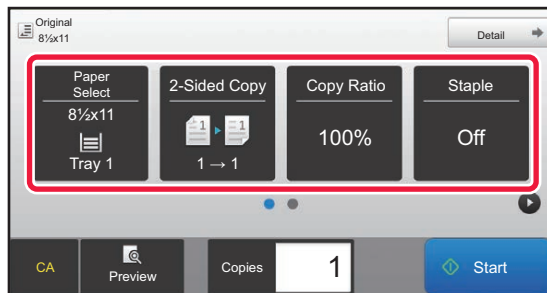 Original
8½x11
Detail
Paper
Select
8½x11
Tray 1
2-Sided Copy
1 1
1 → 1
Copy Ratio
100%
Staple
Off
CA
Preview
Copies
1
Start